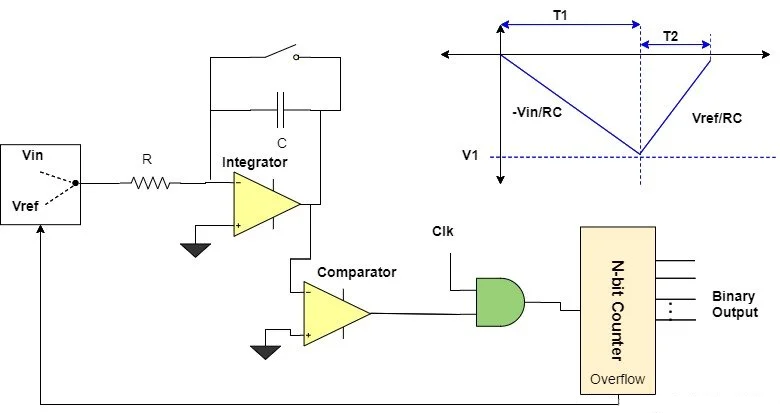 T1
T2
-Vin/RC
Vref/RC
V1
C
R
Integrator
Vin
Vref
-
+
Clk
Comparator
-
+
N-bit Counter
Binary
Output
Overflow